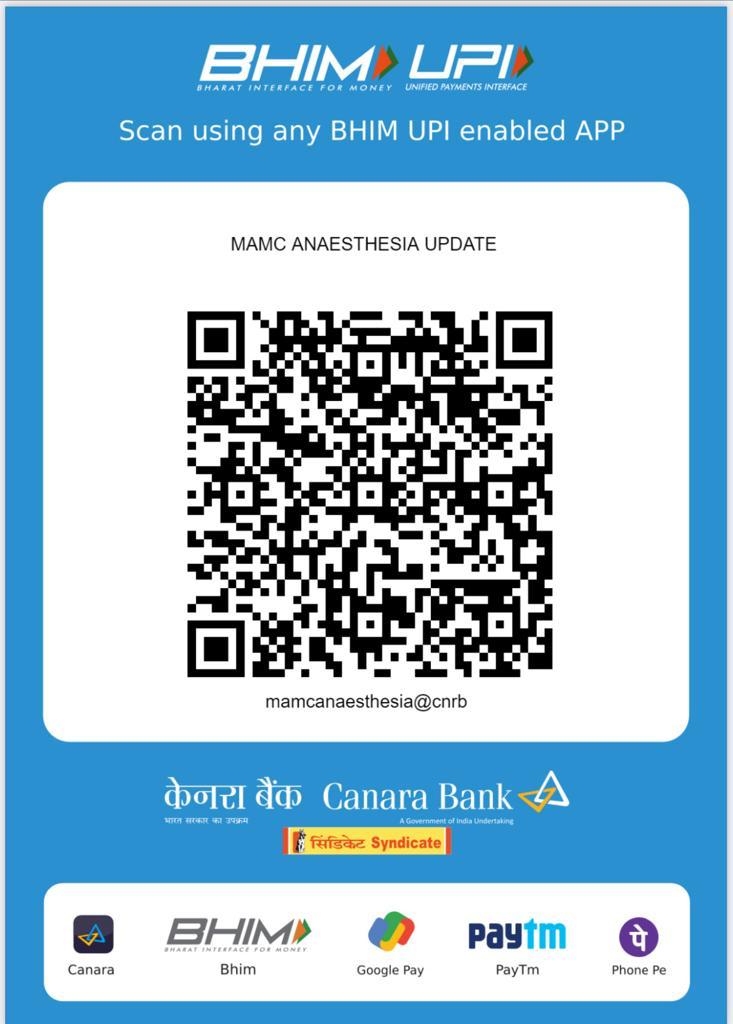 BHIM UPI
BHARAT INTERFACE FOR MONEY UNIFIED PAYMENTS INTERFACE
Scan using any BHIM UPI enabled APP
MAMC ANAESTHESIA UPDATE
mamcanaesthesia@cnrb
केनरा बैंक Canara Bank
भारत सरकार का उपक्रम A Government of India Undertaking
सिंडिकेट Syndicate
BHIM paytm पे
BHARAT INTERFACE FOR MONEY
Canara Bhim Google Pay PayTm Phone Pe